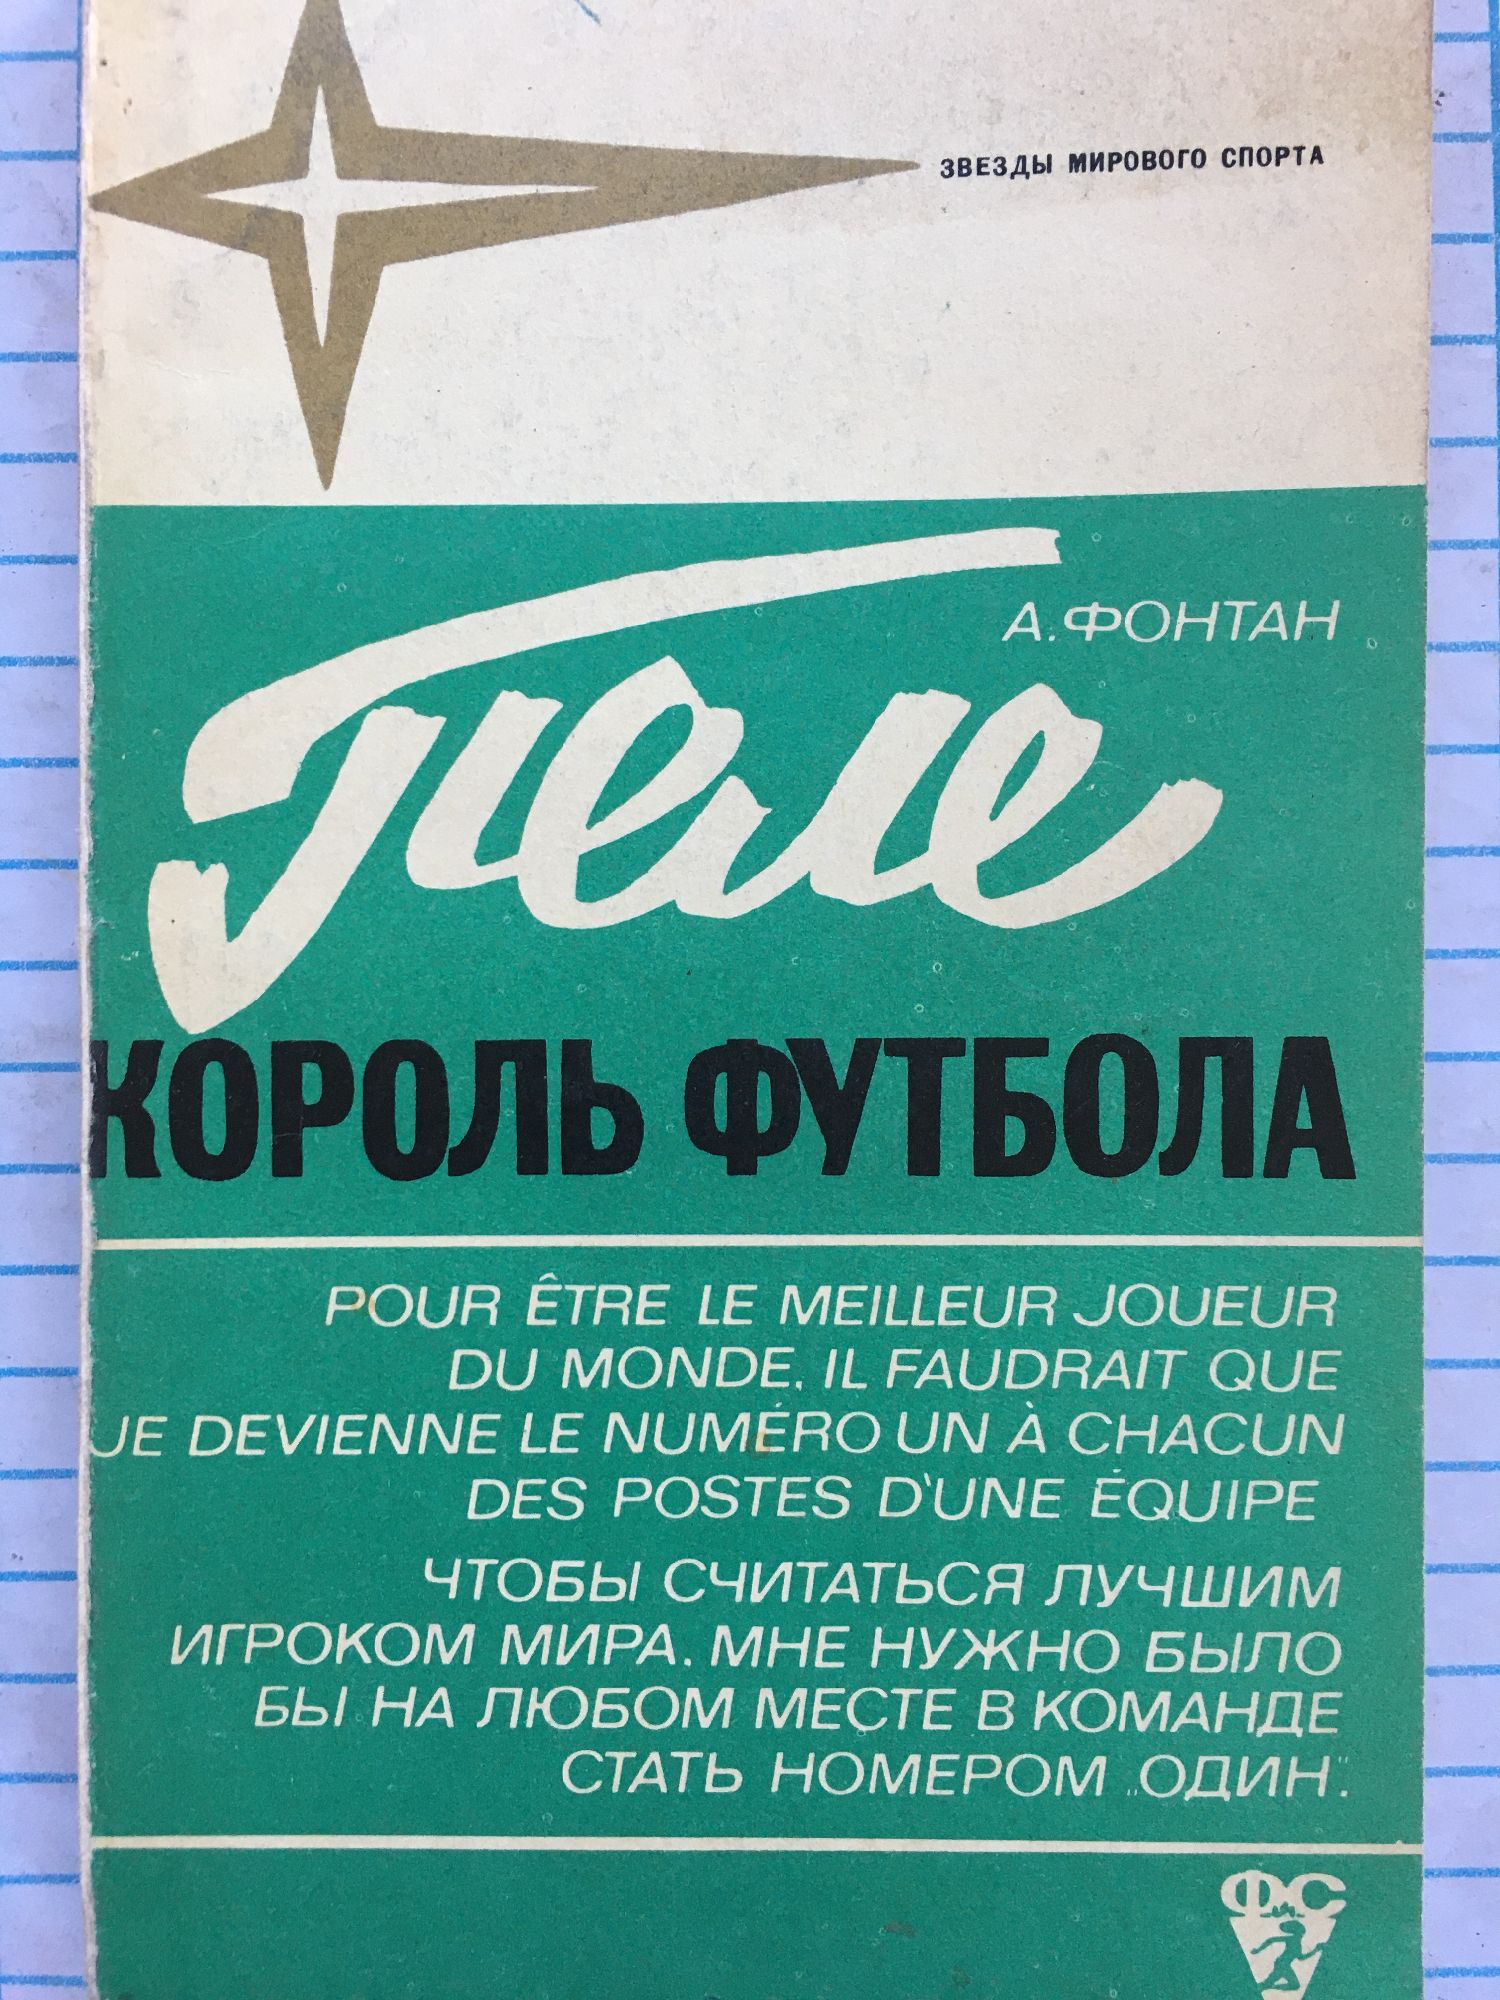 ЗВЕЗДЫ МИРОВОГО СПОРТА
А. ФОНТАН
Пеле
КОРОЛЬ ФУТБОЛА
POUR ÊTRE LE MEILLEUR JOUEUR
DU MONDE, IL FAUDRAIT QUE
JE DEVIENNE LE NUMÉRO UN À CHACUN
DES POSTES D'UNE ÉQUIPE
ЧТОБЫ СЧИТАТЬСЯ ЛУЧШИМ
ИГРОКОМ МИРА, МНЕ НУЖНО БЫЛО
БЫ НА ЛЮБОМ МЕСТЕ В КОМАНДЕ
СТАТЬ НОМЕРОМ „ОДИН".
ФиС